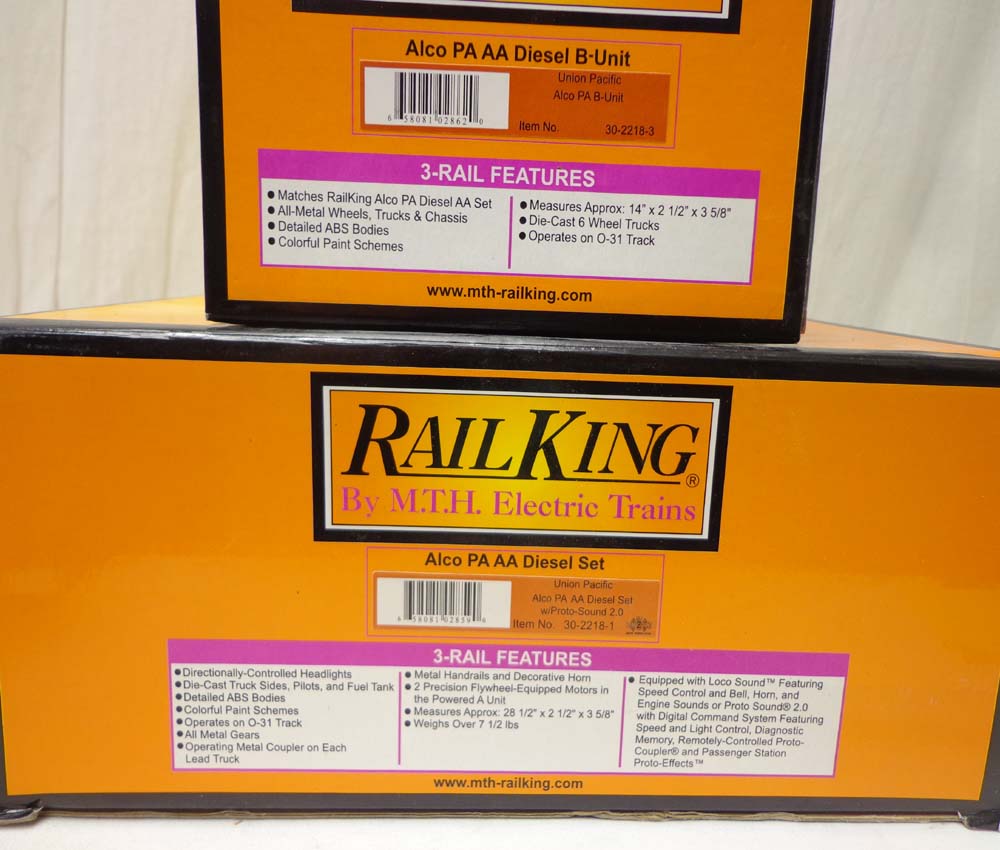 Alco PA AA Diesel B-Unit
Union Pacific
Alco PA B-Unit
6 58081 02862 0
Item No. 30-2218-3
3-RAIL FEATURES
● Matches RailKing Alco PA Diesel AA Set
● All-Metal Wheels, Trucks & Chassis
● Detailed ABS Bodies
● Colorful Paint Schemes
● Measures Approx: 14" x 2 1/2" x 3 5/8"
● Die-Cast 6 Wheel Trucks
● Operates on O-31 Track
www.mth-railking.com
RAILKING®
By M.T.H. Electric Trains
Alco PA AA Diesel Set
Union Pacific
Alco PA AA Diesel Set
w/Proto-Sound 2.0
6 58081 02859 0
Item No. 30-2218-1
3-RAIL FEATURES
● Directionally-Controlled Headlights
● Die-Cast Truck Sides, Pilots, and Fuel Tank
● Detailed ABS Bodies
● Colorful Paint Schemes
● Operates on O-31 Track
● All Metal Gears
● Operating Metal Coupler on Each
Lead Truck
● Metal Handrails and Decorative Horn
● 2 Precision Flywheel-Equipped Motors in
the Powered A Unit
● Measures Approx: 28 1/2" x 2 1/2" x 3 5/8"
● Weighs Over 7 1/2 lbs
● Equipped with Loco Sound™ Featuring
Speed Control and Bell, Horn, and
Engine Sounds or Proto Sound® 2.0
with Digital Command System Featuring
Speed and Light Control, Diagnostic
Memory, Remotely-Controlled Proto-
Coupler® and Passenger Station
Proto-Effects™
www.mth-railking.com